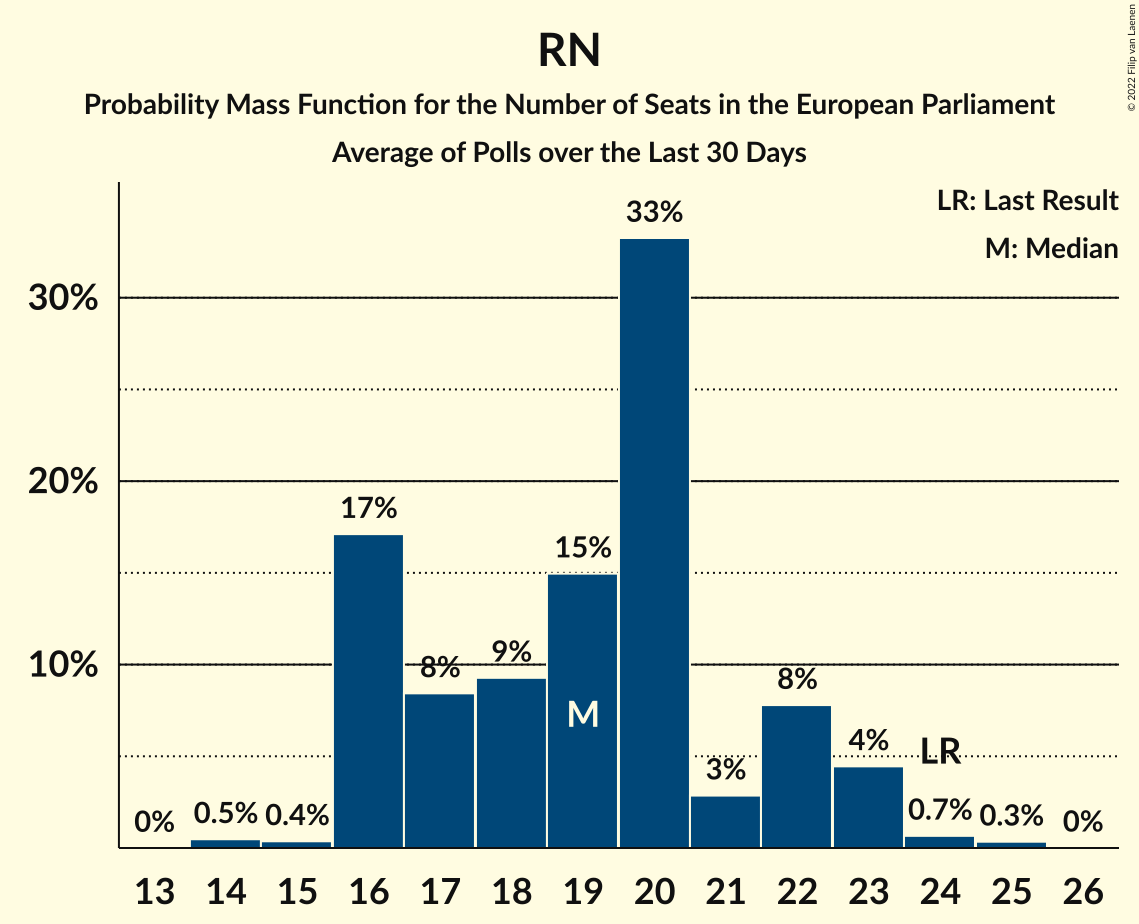 RN
Probability Mass Function for the Number of Seats in the European Parliament
Average of Polls over the Last 30 Days
© 2022 Filip van Laenen
LR: Last Result
M: Median
30%
20%
10%
0%
0.5%
0.4%
17%
8%
9%
15%
33%
3%
8%
4%
0.7%
0.3%
0%
M
LR
13 14 15 16 17 18 19 20 21 22 23 24 25 26